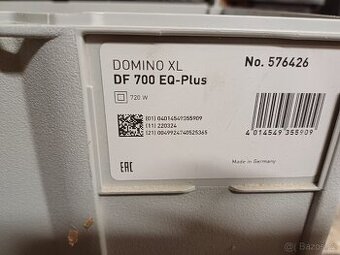 DOMINO XL
No. 576426
DF 700 EQ-Plus
720 W
(01) 04014549355909
(11) 220324
(21) 0049924740525365
4 014549 355909
EAC
Made in Germany